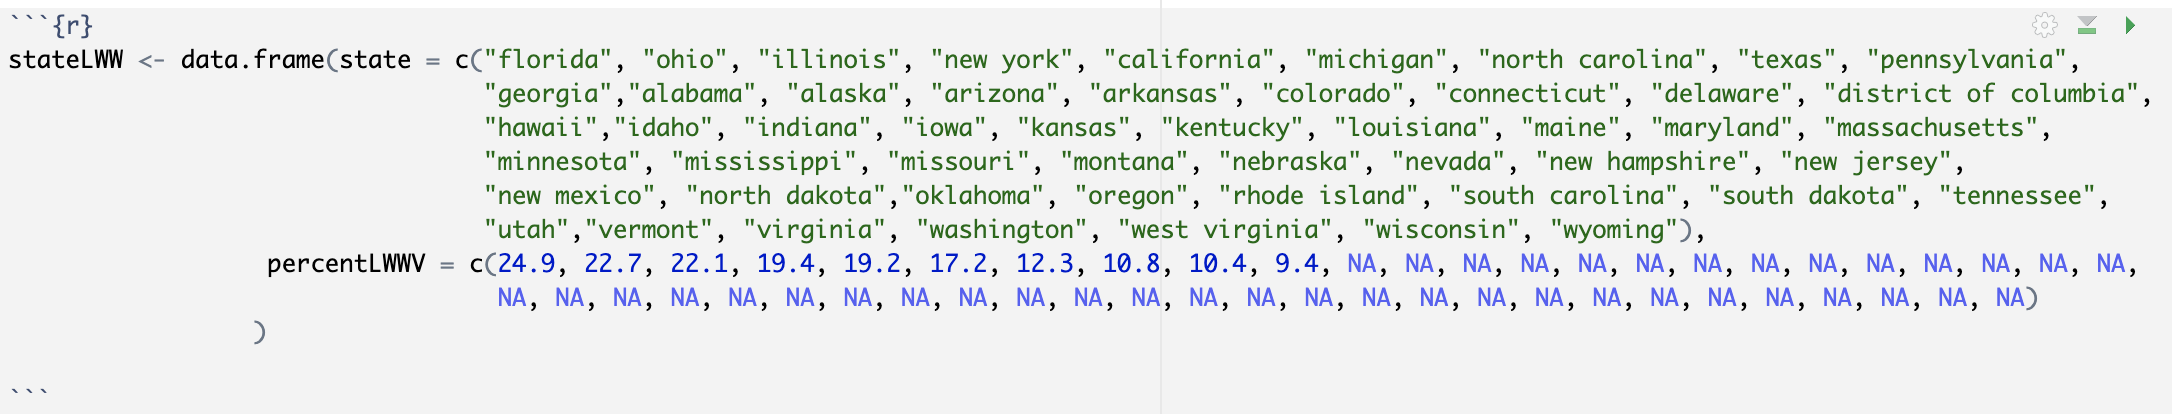 ```{r}
stateLWW <- data.frame(state = c("florida", "ohio", "illinois", "new york", "california", "michigan", "north carolina", "texas", "pennsylvania",
"georgia","alabama", "alaska", "arizona", "arkansas", "colorado", "connecticut", "delaware", "district of columbia",
"hawaii","idaho", "indiana", "iowa", "kansas", "kentucky", "louisiana", "maine", "maryland", "massachusetts",
"minnesota", "mississippi", "missouri", "montana", "nebraska", "nevada", "new hampshire", "new jersey",
"new mexico", "north dakota","oklahoma", "oregon", "rhode island", "south carolina", "south dakota", "tennessee",
"utah","vermont", "virginia", "washington", "west virginia", "wisconsin", "wyoming"),
percentLWWV = c(24.9, 22.7, 22.1, 19.4, 19.2, 17.2, 12.3, 10.8, 10.4, 9.4, NA, NA, NA, NA, NA, NA, NA, NA, NA, NA, NA, NA, NA, NA,
NA, NA, NA, NA, NA, NA, NA, NA, NA, NA, NA, NA, NA, NA, NA, NA, NA, NA, NA, NA, NA, NA, NA, NA, NA, NA, NA)
)
```